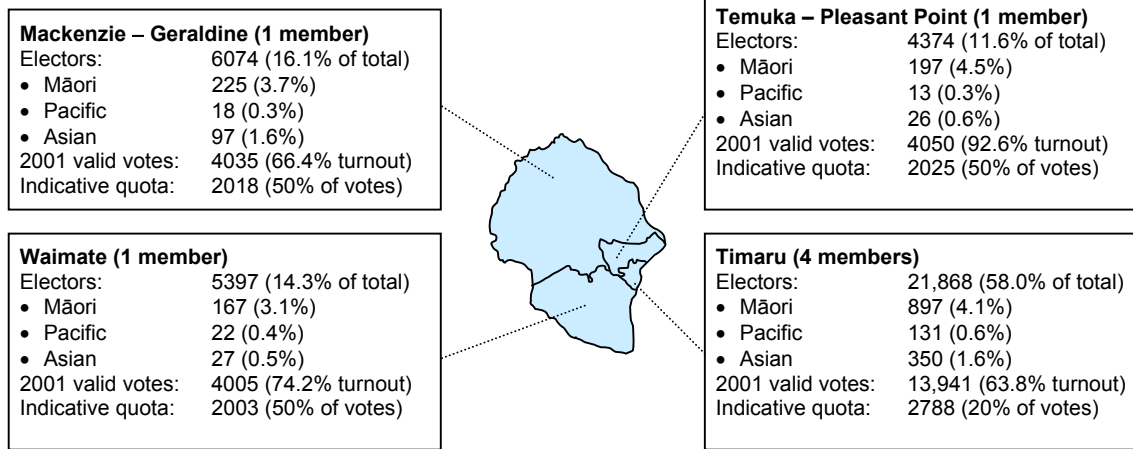 Mackenzie – Geraldine (1 member)
Electors: 6074 (16.1% of total)
• Māori 225 (3.7%)
• Pacific 18 (0.3%)
• Asian 97 (1.6%)
2001 valid votes: 4035 (66.4% turnout)
Indicative quota: 2018 (50% of votes)
Temuka – Pleasant Point (1 member)
Electors: 4374 (11.6% of total)
• Māori 197 (4.5%)
• Pacific 13 (0.3%)
• Asian 26 (0.6%)
2001 valid votes: 4050 (92.6% turnout)
Indicative quota: 2025 (50% of votes)
Waimate (1 member)
Electors: 5397 (14.3% of total)
• Māori 167 (3.1%)
• Pacific 22 (0.4%)
• Asian 27 (0.5%)
2001 valid votes: 4005 (74.2% turnout)
Indicative quota: 2003 (50% of votes)
Timaru (4 members)
Electors: 21,868 (58.0% of total)
• Māori 897 (4.1%)
• Pacific 131 (0.6%)
• Asian 350 (1.6%)
2001 valid votes: 13,941 (63.8% turnout)
Indicative quota: 2788 (20% of votes)